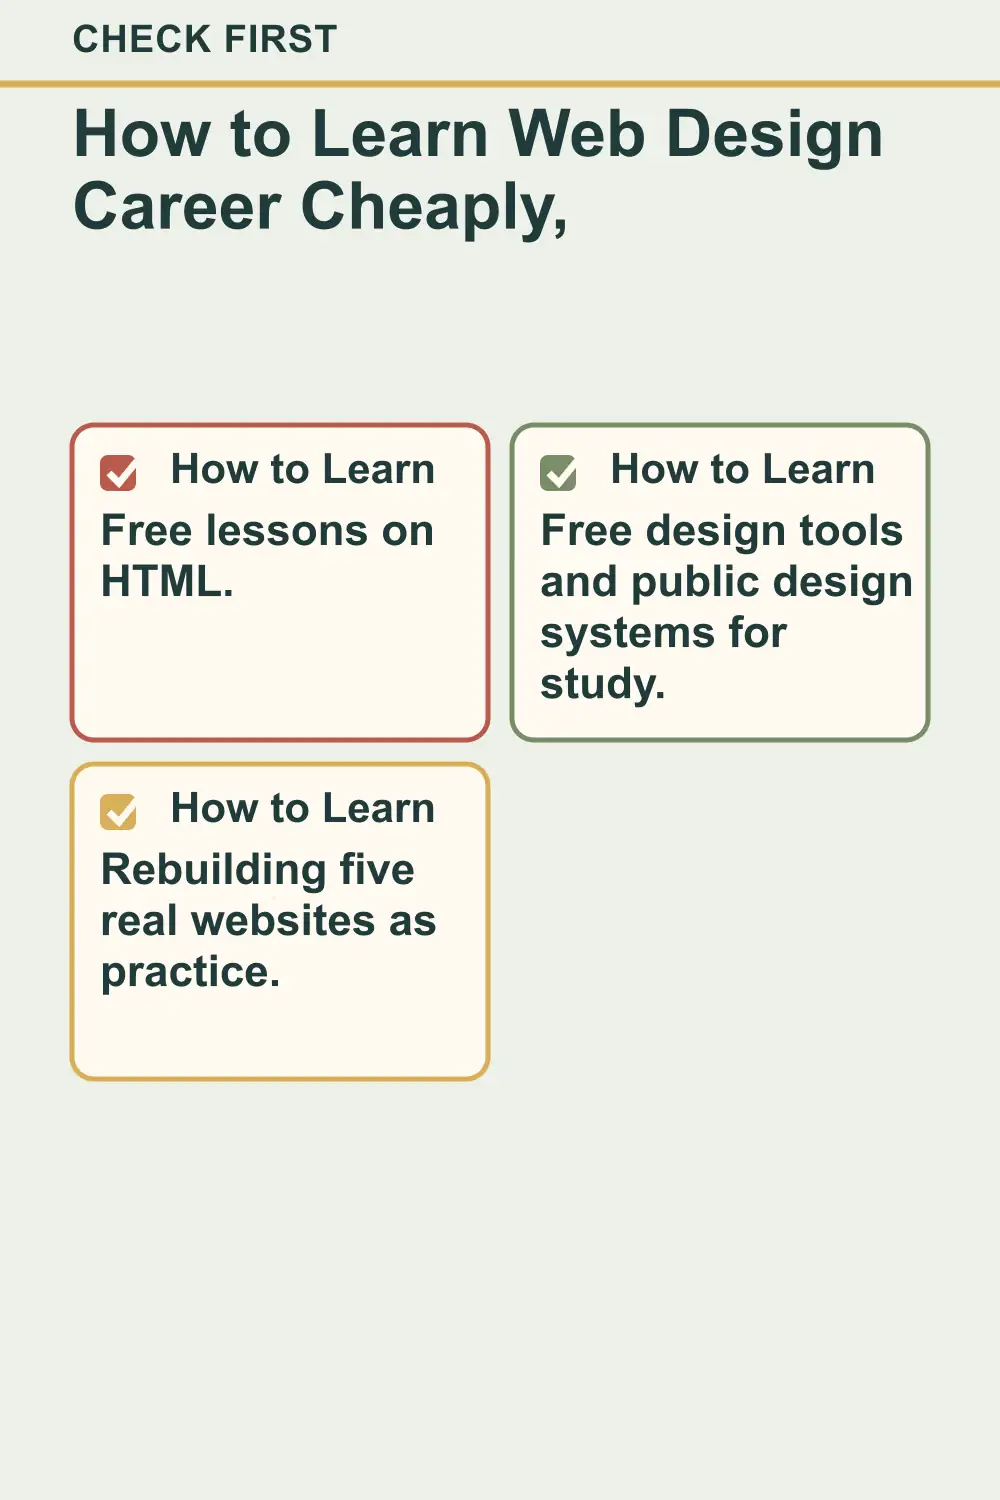 CHECK FIRST
How to Learn Web Design
Career Cheaply,
How to Learn
Free lessons on
HTML.
How to Learn
Free design tools
and public design
systems for
study.
How to Learn
Rebuilding five
real websites as
practice.